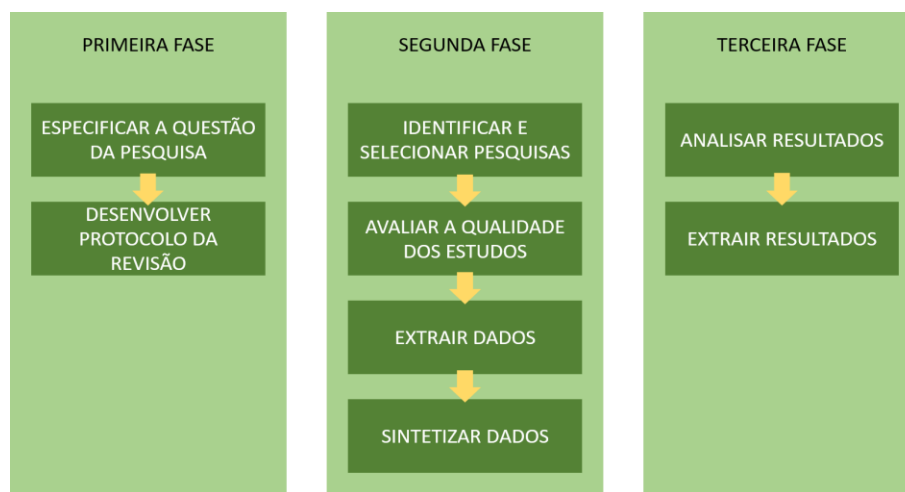 PRIMEIRA FASE
ESPECIFICAR A QUESTÃO
DA PESQUISA
DESENVOLVER
PROTOCOLO DA
REVISÃO
SEGUNDA FASE
IDENTIFICAR E
SELECIONAR PESQUISAS
AVALIAR A QUALIDADE
DOS ESTUDOS
EXTRAIR DADOS
SINTETIZAR DADOS
TERCEIRA FASE
ANALISAR RESULTADOS
EXTRAIR RESULTADOS